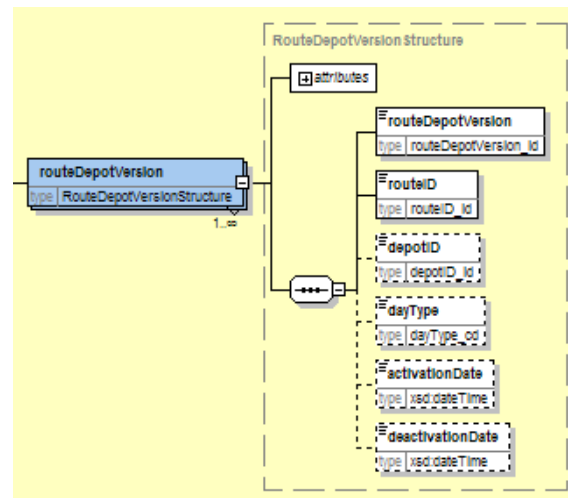 RouteDepotVersionStructure
attributes
routeDepotVersion
type routeDepotVersion_id
routeDepotVersion
type RouteDepotVersionStructure
1..∞
routeID
type routeID_id
depotID
type depotID_id
dayType
type dayType_cd
activationDate
type xsd:dateTime
deactivationDate
type xsd:dateTime